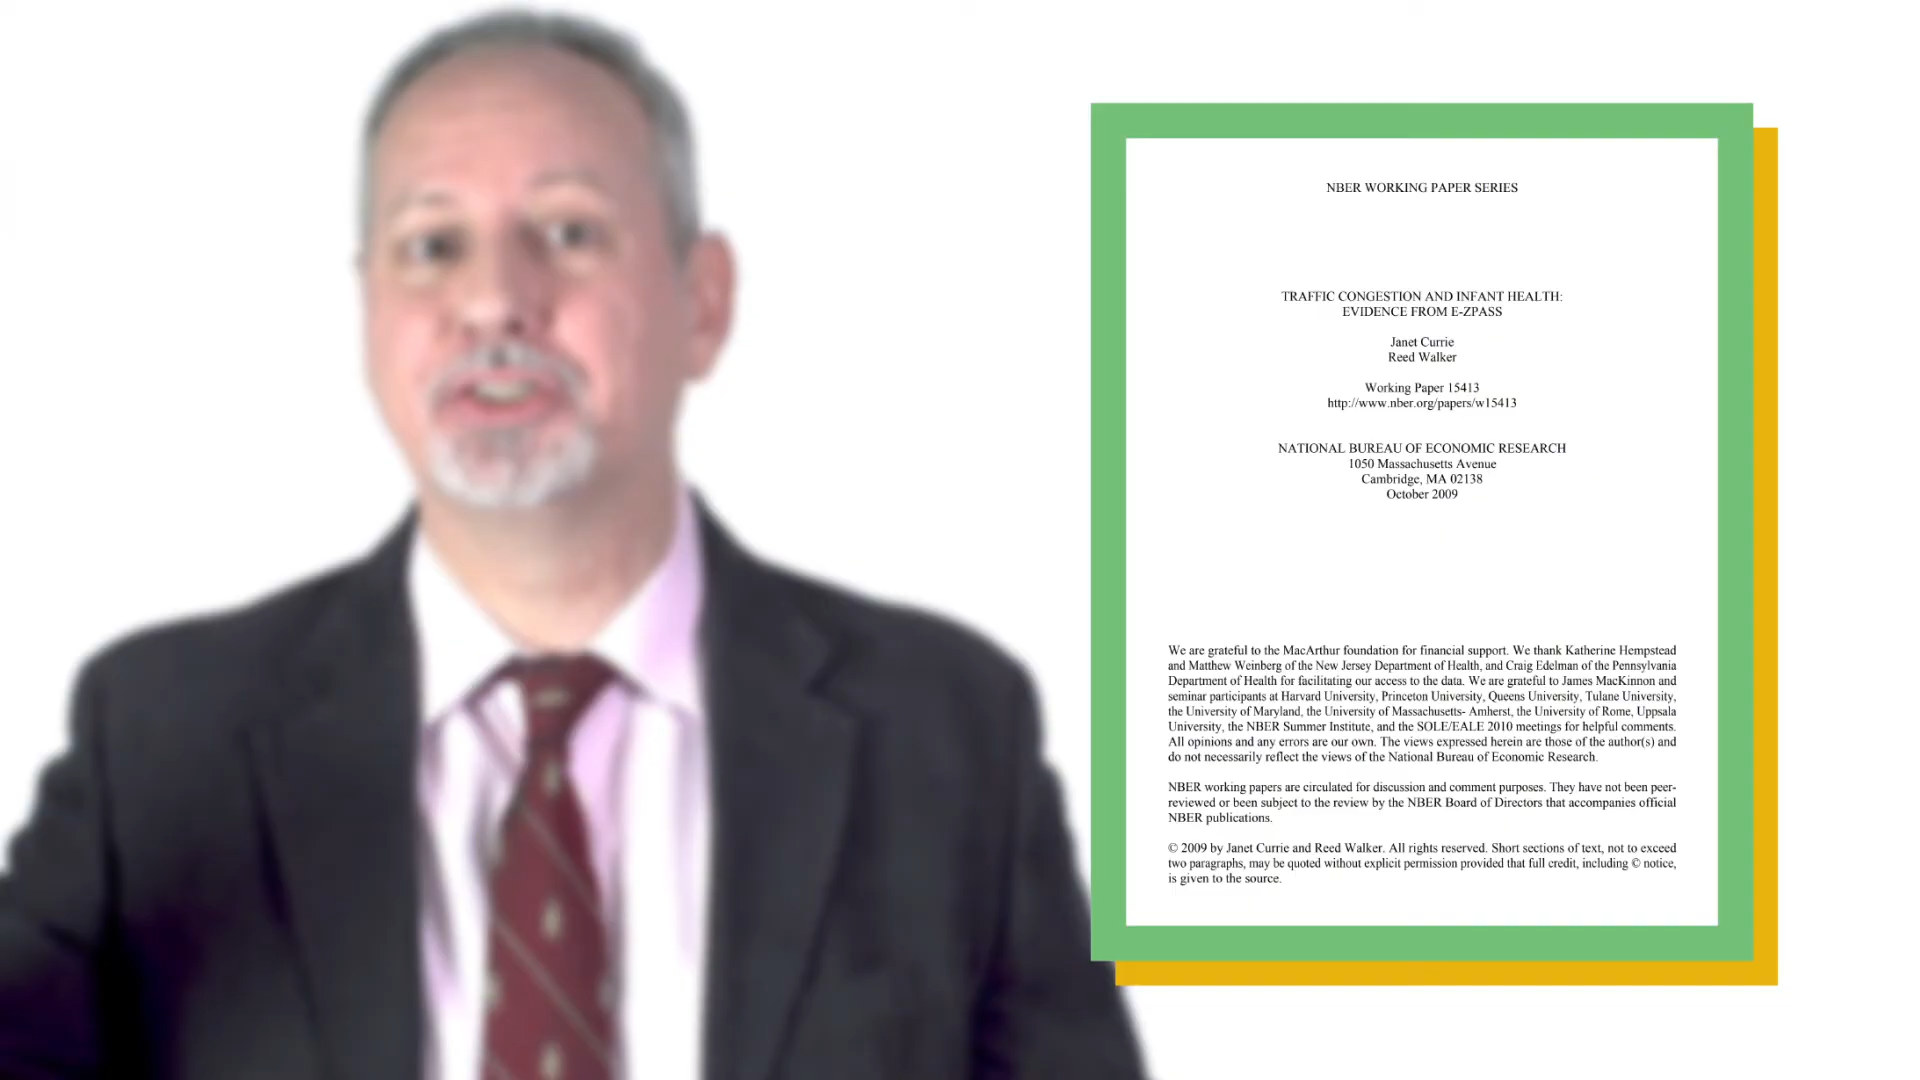 NBER WORKING PAPER SERIES
TRAFFIC CONGESTION AND INFANT HEALTH:
EVIDENCE FROM E-ZPASS
Janet Currie
Reed Walker
Working Paper 15413
http://www.nber.org/papers/w15413
NATIONAL BUREAU OF ECONOMIC RESEARCH
1050 Massachusetts Avenue
Cambridge, MA 02138
October 2009
We are grateful to the MacArthur foundation for financial support. We thank Katherine Hempstead
and Matthew Weinberg of the New Jersey Department of Health, and Craig Edelman of the Pennsylvania
Department of Health for facilitating our access to the data. We are grateful to James MacKinnon and
seminar participants at Harvard University, Princeton University, Queens University, Tulane University,
the University of Maryland, the University of Massachusetts- Amherst, the University of Rome, Uppsala
University, the NBER Summer Institute, and the SOLE/EALE 2010 meetings for helpful comments.
All opinions and any errors are our own. The views expressed herein are those of the author(s) and
do not necessarily reflect the views of the National Bureau of Economic Research.
NBER working papers are circulated for discussion and comment purposes. They have not been peer-
reviewed or been subject to the review by the NBER Board of Directors that accompanies official
NBER publications.
© 2009 by Janet Currie and Reed Walker. All rights reserved. Short sections of text, not to exceed
two paragraphs, may be quoted without explicit permission provided that full credit, including © notice,
is given to the source.